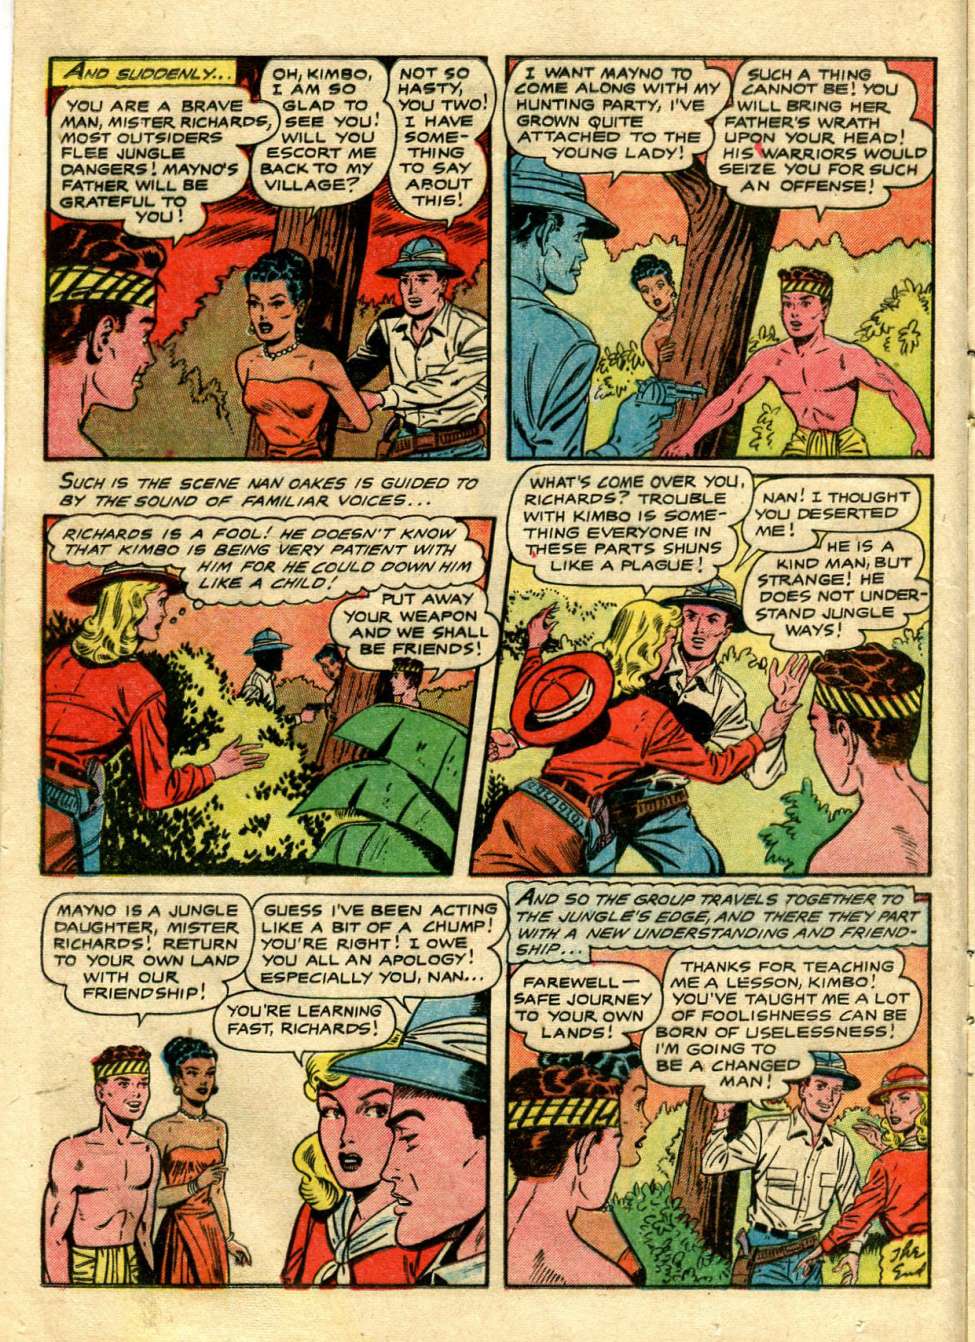 AND SUDDENLY...
YOU ARE A BRAVE
MAN, MISTER RICHARDS,
MOST OUTSIDERS
FLEE JUNGLE
DANGERS! MAYNO'S
FATHER WILL BE
GRATEFUL TO
YOU!
OH, KIMBO,
I AM SO
GLAD TO
SEE YOU!
WILL YOU
ESCORT ME
BACK TO MY
VILLAGE?
NOT SO
HASTY,
YOU TWO!
I HAVE
SOME-
THING
TO SAY
ABOUT
THIS!
I WANT MAYNO TO
COME ALONG WITH MY
HUNTING PARTY, I'VE
GROWN QUITE
ATTACHED TO THE
YOUNG LADY!
SUCH A THING
CANNOT BE! YOU
WILL BRING HER
FATHER'S WRATH
UPON YOUR HEAD!
HIS WARRIORS WOULD
SEIZE YOU FOR SUCH
AN OFFENSE!
SUCH IS THE SCENE NAN OAKES IS GUIDED TO
BY THE SOUND OF FAMILIAR VOICES...
RICHARDS IS A FOOL! HE DOESN'T KNOW
THAT KIMBO IS BEING VERY PATIENT WITH
HIM FOR HE COULD DOWN HIM
LIKE A CHILD!
PUT AWAY
YOUR WEAPON
AND WE SHALL
BE FRIENDS!
WHAT'S COME OVER YOU,
RICHARDS? TROUBLE
WITH KIMBO IS SOME-
THING EVERYONE IN
THESE PARTS SHUNS
LIKE A PLAGUE!
NAN! I THOUGHT
YOU DESERTED
ME!
HE IS A
KIND MAN, BUT
STRANGE! HE
DOES NOT UNDER-
STAND JUNGLE
WAYS!
MAYNO IS A JUNGLE
DAUGHTER, MISTER
RICHARDS! RETURN
TO YOUR OWN LAND
WITH OUR
FRIENDSHIP!
GUESS I'VE BEEN ACTING
LIKE A BIT OF A CHUMP!
YOU'RE RIGHT! I OWE
YOU ALL AN APOLOGY!
ESPECIALLY YOU, NAN...
YOU'RE LEARNING
FAST, RICHARDS!
AND SO THE GROUP TRAVELS TOGETHER TO
THE JUNGLE'S EDGE, AND THERE THEY PART
WITH A NEW UNDERSTANDING AND FRIEND-
SHIP...
FAREWELL—
SAFE JOURNEY
TO YOUR OWN
LANDS!
THANKS FOR TEACHING
ME A LESSON, KIMBO!
YOU'VE TAUGHT ME A LOT
OF FOOLISHNESS CAN BE
BORN OF USELESSNESS!
I'M GOING TO
BE A CHANGED
MAN!
The
End